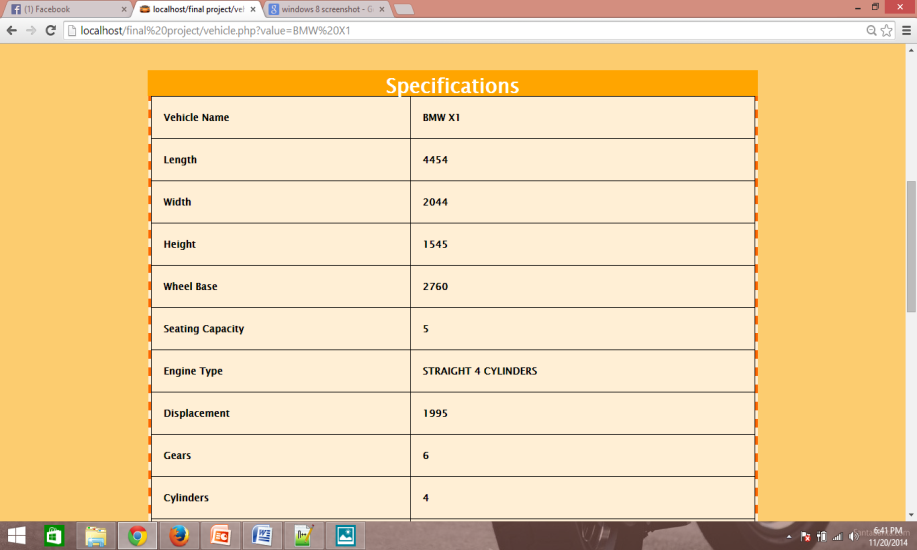 (1) Facebook
localhost/final project/vel
windows 8 screenshot - G
localhost/final%20project/vehicle.php?value=BMW%20X1
Specifications
Vehicle Name BMW X1
Length 4454
Width 2044
Height 1545
Wheel Base 2760
Seating Capacity 5
Engine Type STRAIGHT 4 CYLINDERS
Displacement 1995
Gears 6
Cylinders 4
6:41 PM
11/20/2014